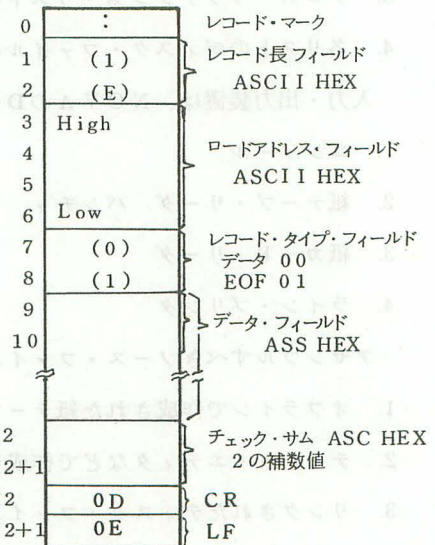 0 : レコード・マーク
1 (1) レコード長フィールド
2 (E) ASCII HEX
3 High
4 ロードアドレス・フィールド
5 ASCII HEX
6 Low
7 (0) レコード・タイプ・フィールド
データ 00
8 (1) EOF 01
9 データ・フィールド
10 ASS HEX
2 チェック・サム ASC HEX
2+1 2の補数値
2 0D CR
2+1 0E LF